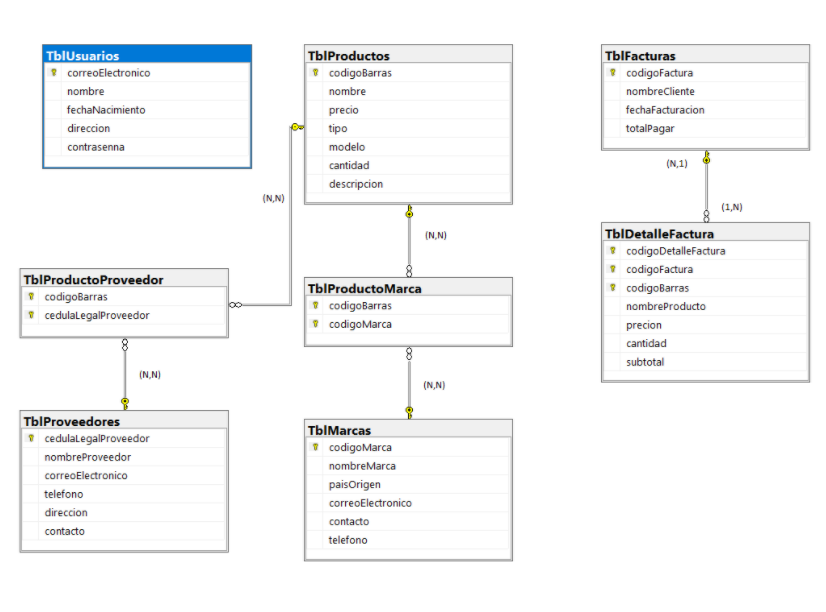 TblUsuarios
correoElectronico
nombre
fechaNacimiento
direccion
contrasenna
TblProductos
codigoBarras
nombre
precio
tipo
modelo
cantidad
descripcion
TblFacturas
codigoFactura
nombreCliente
fechaFacturacion
totalPagar
(N,1)
(N,N)
(1,N)
(N,N)
TblDetalleFactura
codigoDetalleFactura
codigoFactura
codigoBarras
nombreProducto
precion
cantidad
subtotal
TblProductoProveedor
codigoBarras
cedulaLegalProveedor
TblProductoMarca
codigoBarras
codigoMarca
(N,N)
(N,N)
TblProveedores
cedulaLegalProveedor
nombreProveedor
correoElectronico
telefono
direccion
contacto
TblMarcas
codigoMarca
nombreMarca
paisOrigen
correoElectronico
contacto
telefono